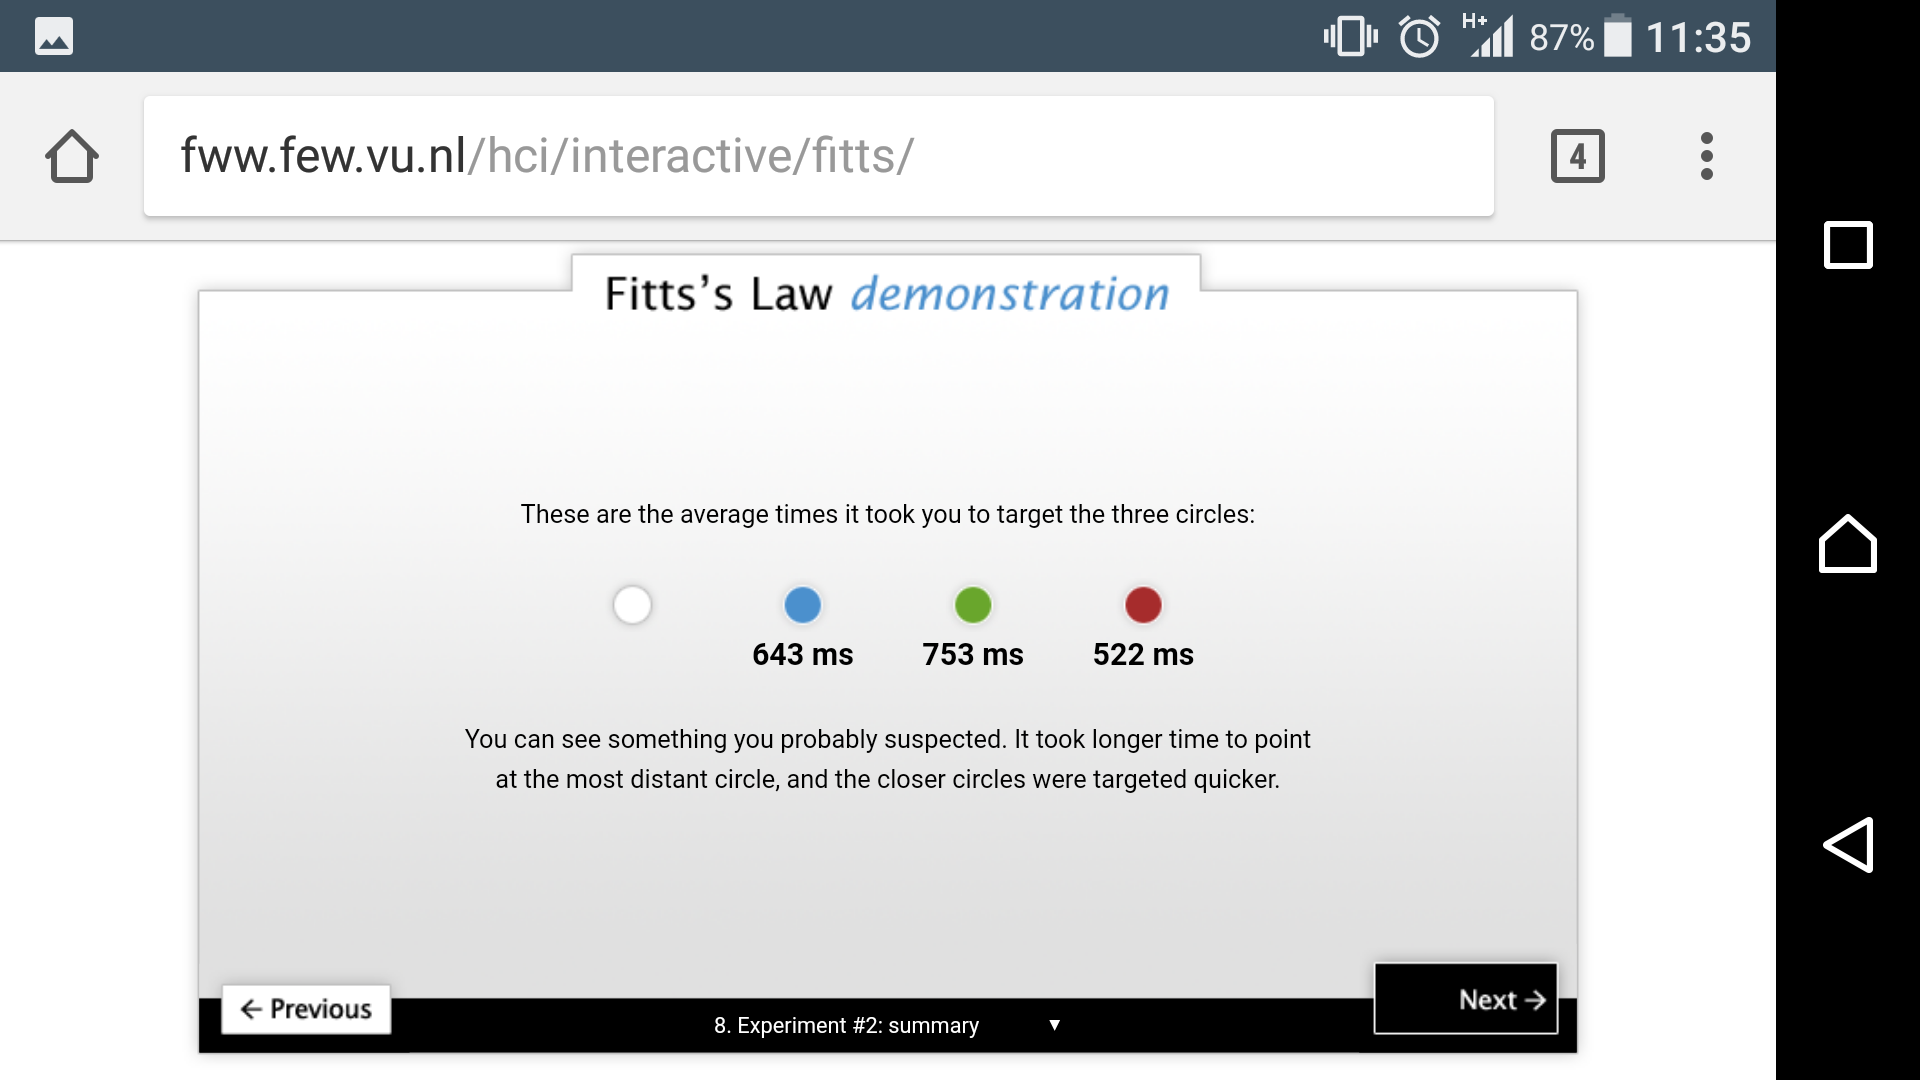 H+ 87% 11:35
fww.few.vu.nl/hci/interactive/fitts/
4
Fitts's Law demonstration
These are the average times it took you to target the three circles:
643 ms 753 ms 522 ms
You can see something you probably suspected. It took longer time to point
at the most distant circle, and the closer circles were targeted quicker.
← Previous
8. Experiment #2: summary ▼
Next →